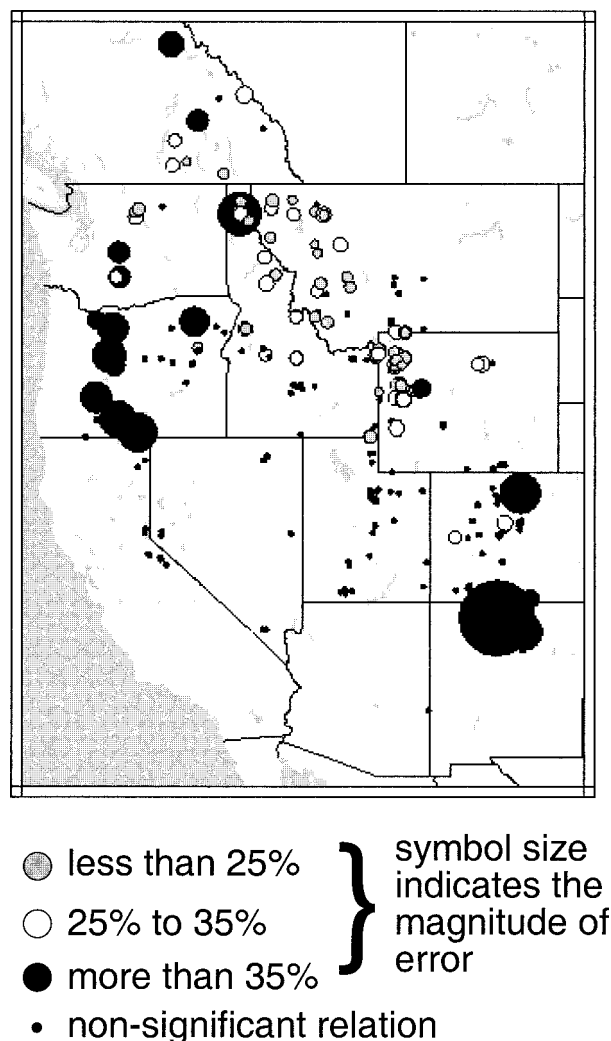 less than 25%
25% to 35%
more than 35%
non-significant relation
symbol size
indicates the
magnitude of
error